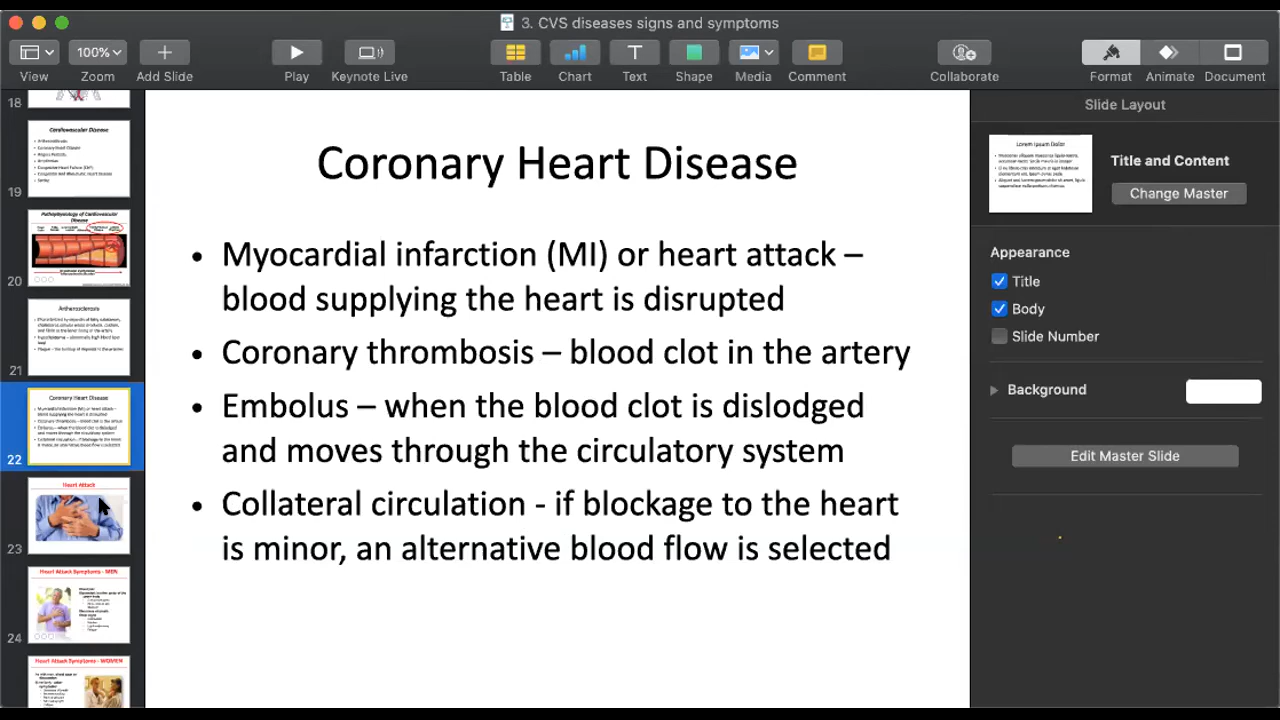 3. CVS diseases signs and symptoms
100%
View
Zoom
Add Slide
Play
Keynote Live
Table
Chart
Text
Shape
Media
Comment
Collaborate
Format
Animate
Document
18
Cardiovascular Disease
19
Pathophysiology of Cardiovascular
Disease
20
Atherosclerosis
21
Coronary Heart Disease
22
Heart Attack
23
Heart Attack Symptoms - MEN
24
Heart Attack Symptoms - WOMEN
Coronary Heart Disease
• Myocardial infarction (MI) or heart attack –
blood supplying the heart is disrupted
• Coronary thrombosis – blood clot in the artery
• Embolus – when the blood clot is dislodged
and moves through the circulatory system
• Collateral circulation - if blockage to the heart
is minor, an alternative blood flow is selected
Slide Layout
Lorem Ipsum Dolor
Title and Content
Change Master
Appearance
Title
Body
Slide Number
Background
Edit Master Slide